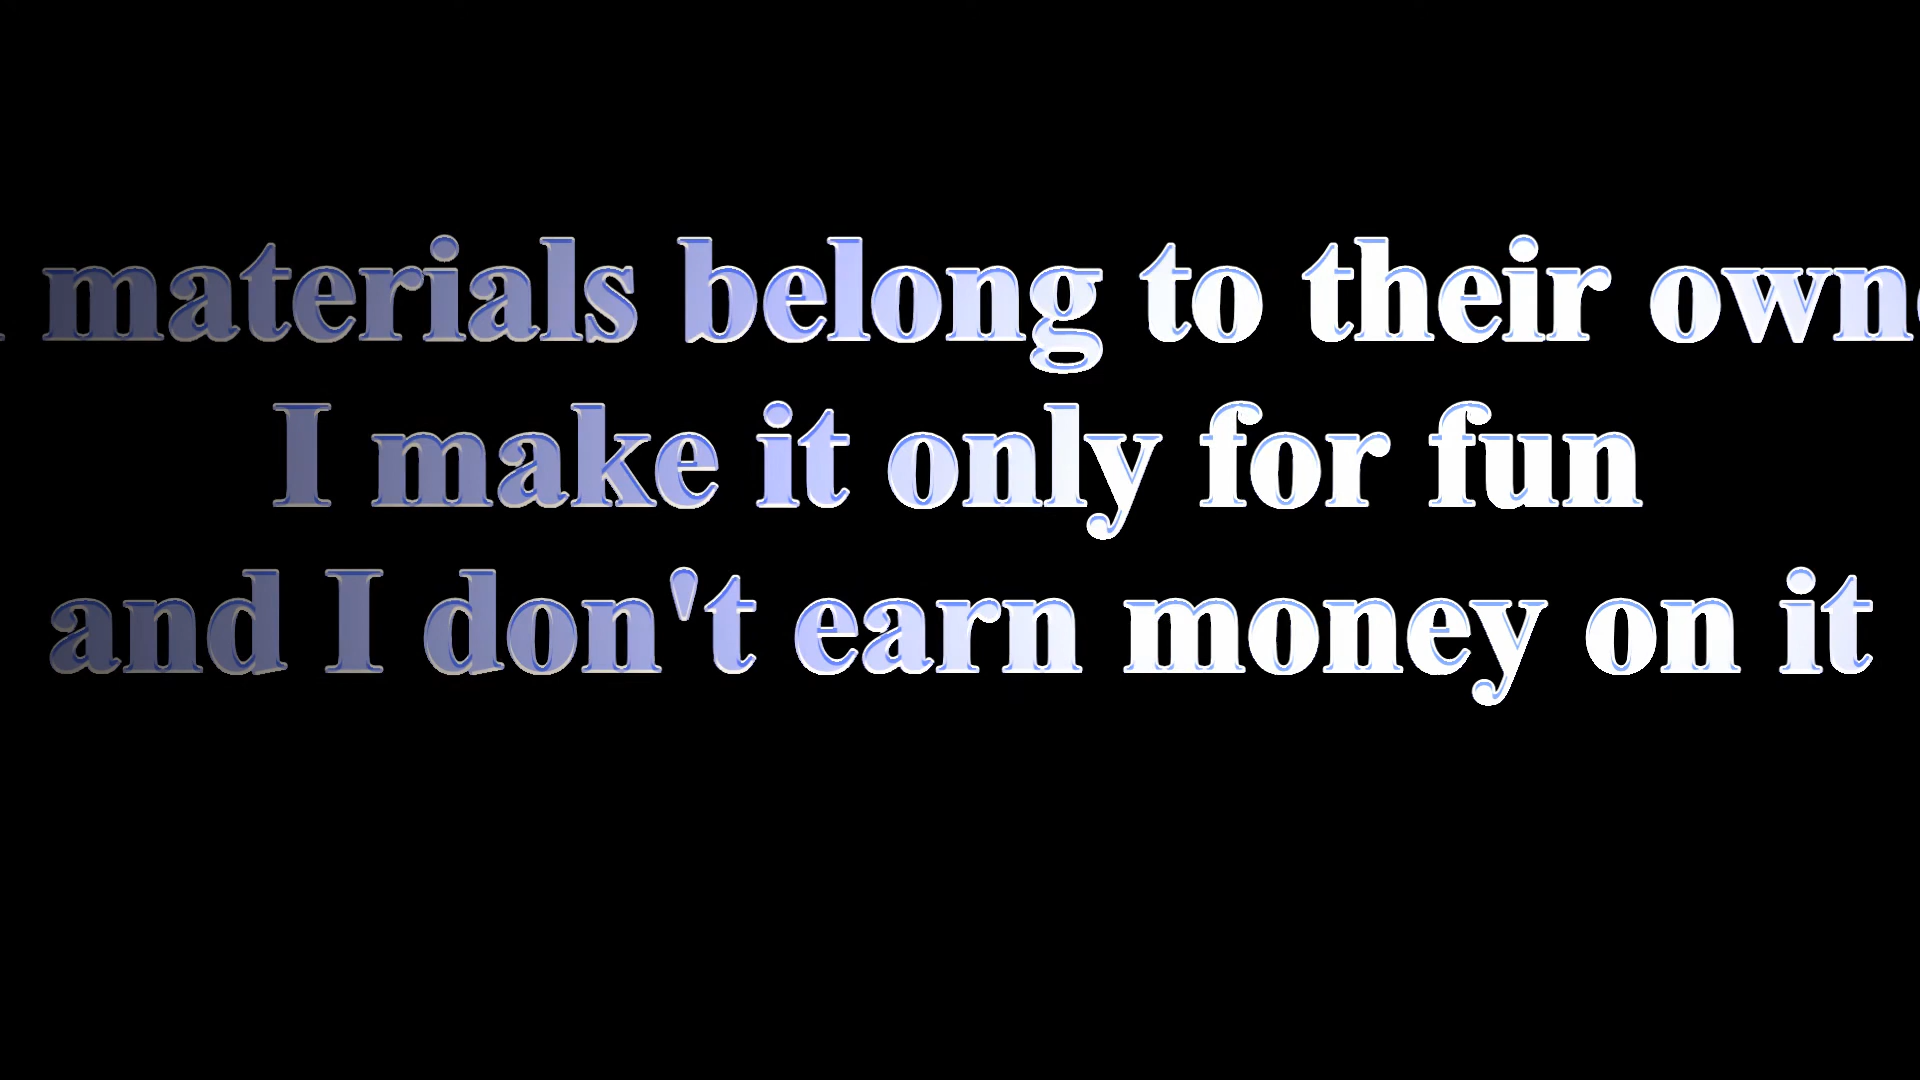 materials belong to their own
I make it only for fun
and I don't earn money on it